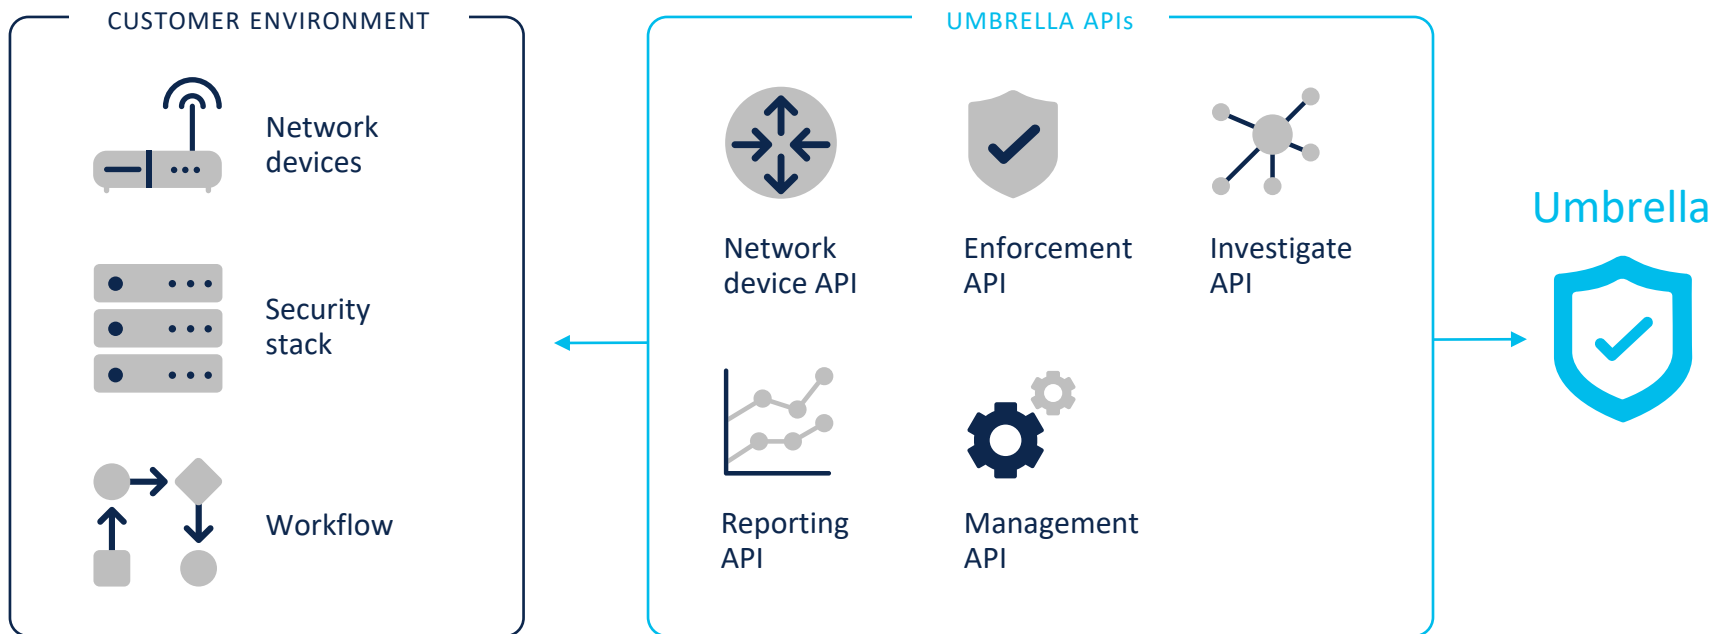 CUSTOMER ENVIRONMENT
Network
devices
Security
stack
Workflow
UMBRELLA APIs
Network
device API
Enforcement
API
Investigate
API
Reporting
API
Management
API
Umbrella